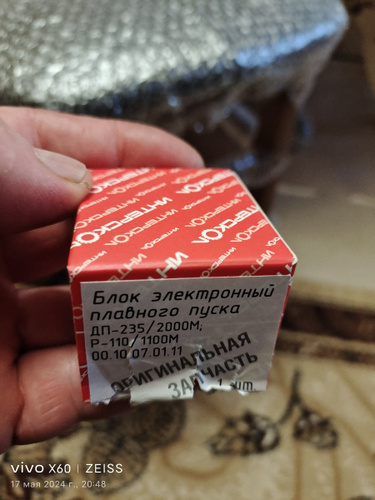 ИНТЕРСКОЛ
Блок электронный
плавного пуска
ДП-235/2000М,
Р-110/1100М
00.10.07.01.11
ОРИГИНАЛЬНАЯ
ЗАПЧАСТЬ
1 шт
vivo X60 | ZEISS
17 мая 2024 г., 20:48